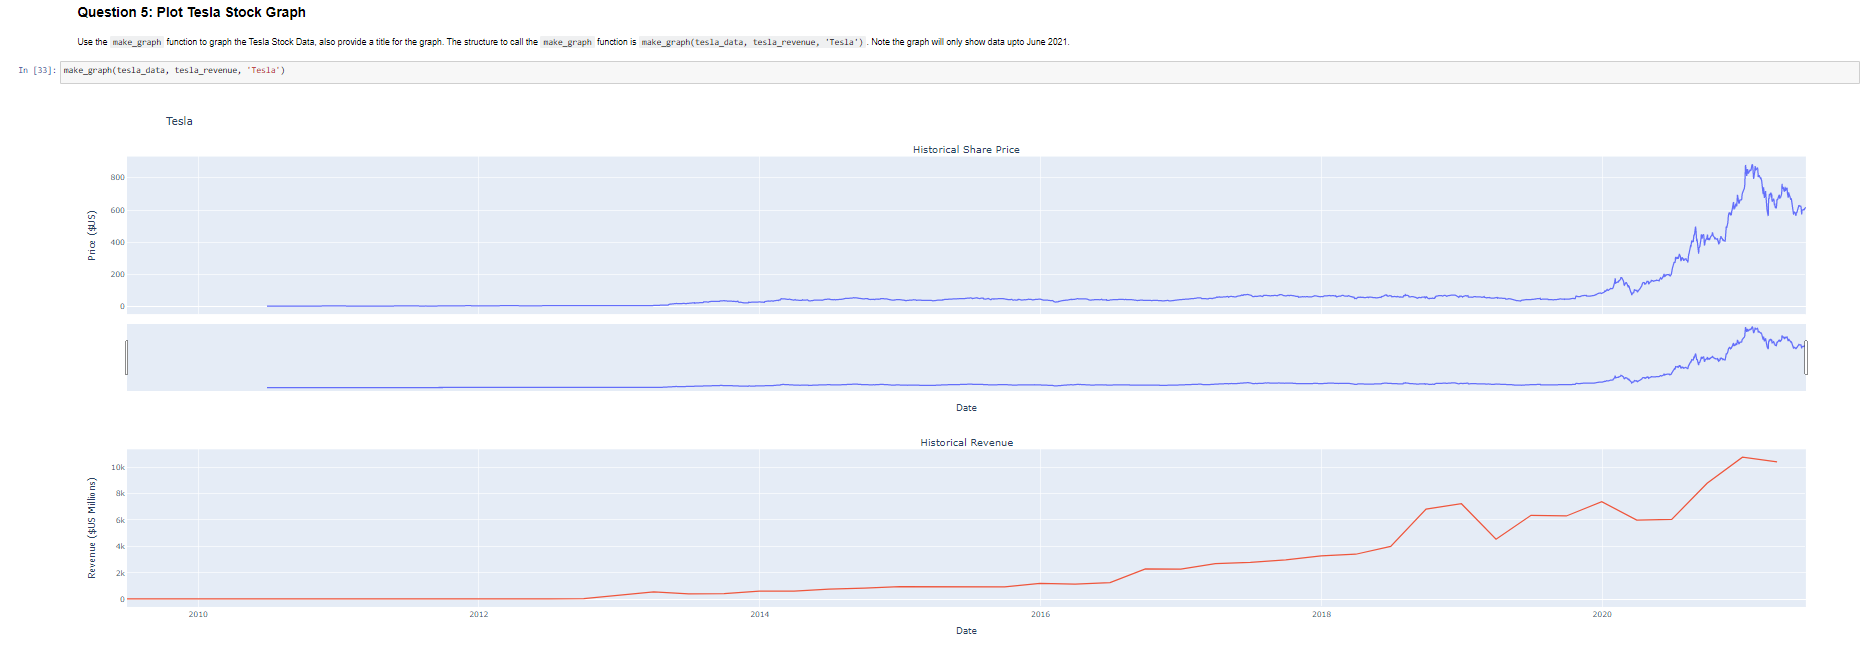 Question 5: Plot Tesla Stock Graph
Use the make_graph function to graph the Tesla Stock Data, also provide a title for the graph. The structure to call the make_graph function is make_graph(tesla_data, tesla_revenue, 'Tesla') . Note the graph will only show data upto June 2021.
In [33]: make_graph(tesla_data, tesla_revenue, 'Tesla')
Tesla
Historical Share Price
Price ($US)
800
600
400
200
0
Date
Historical Revenue
Revenue ($US Millions)
10k
8k
6k
4k
2k
0
2010 2012 2014 2016 2018 2020
Date